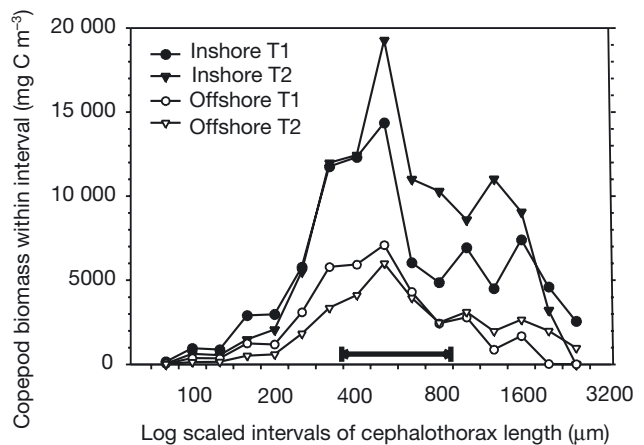 20 000
15 000
10 000
5000
0
Copepod biomass within interval (mg C m⁻³)
Inshore T1
Inshore T2
Offshore T1
Offshore T2
100 200 400 800 1600 3200
Log scaled intervals of cephalothorax length (µm)